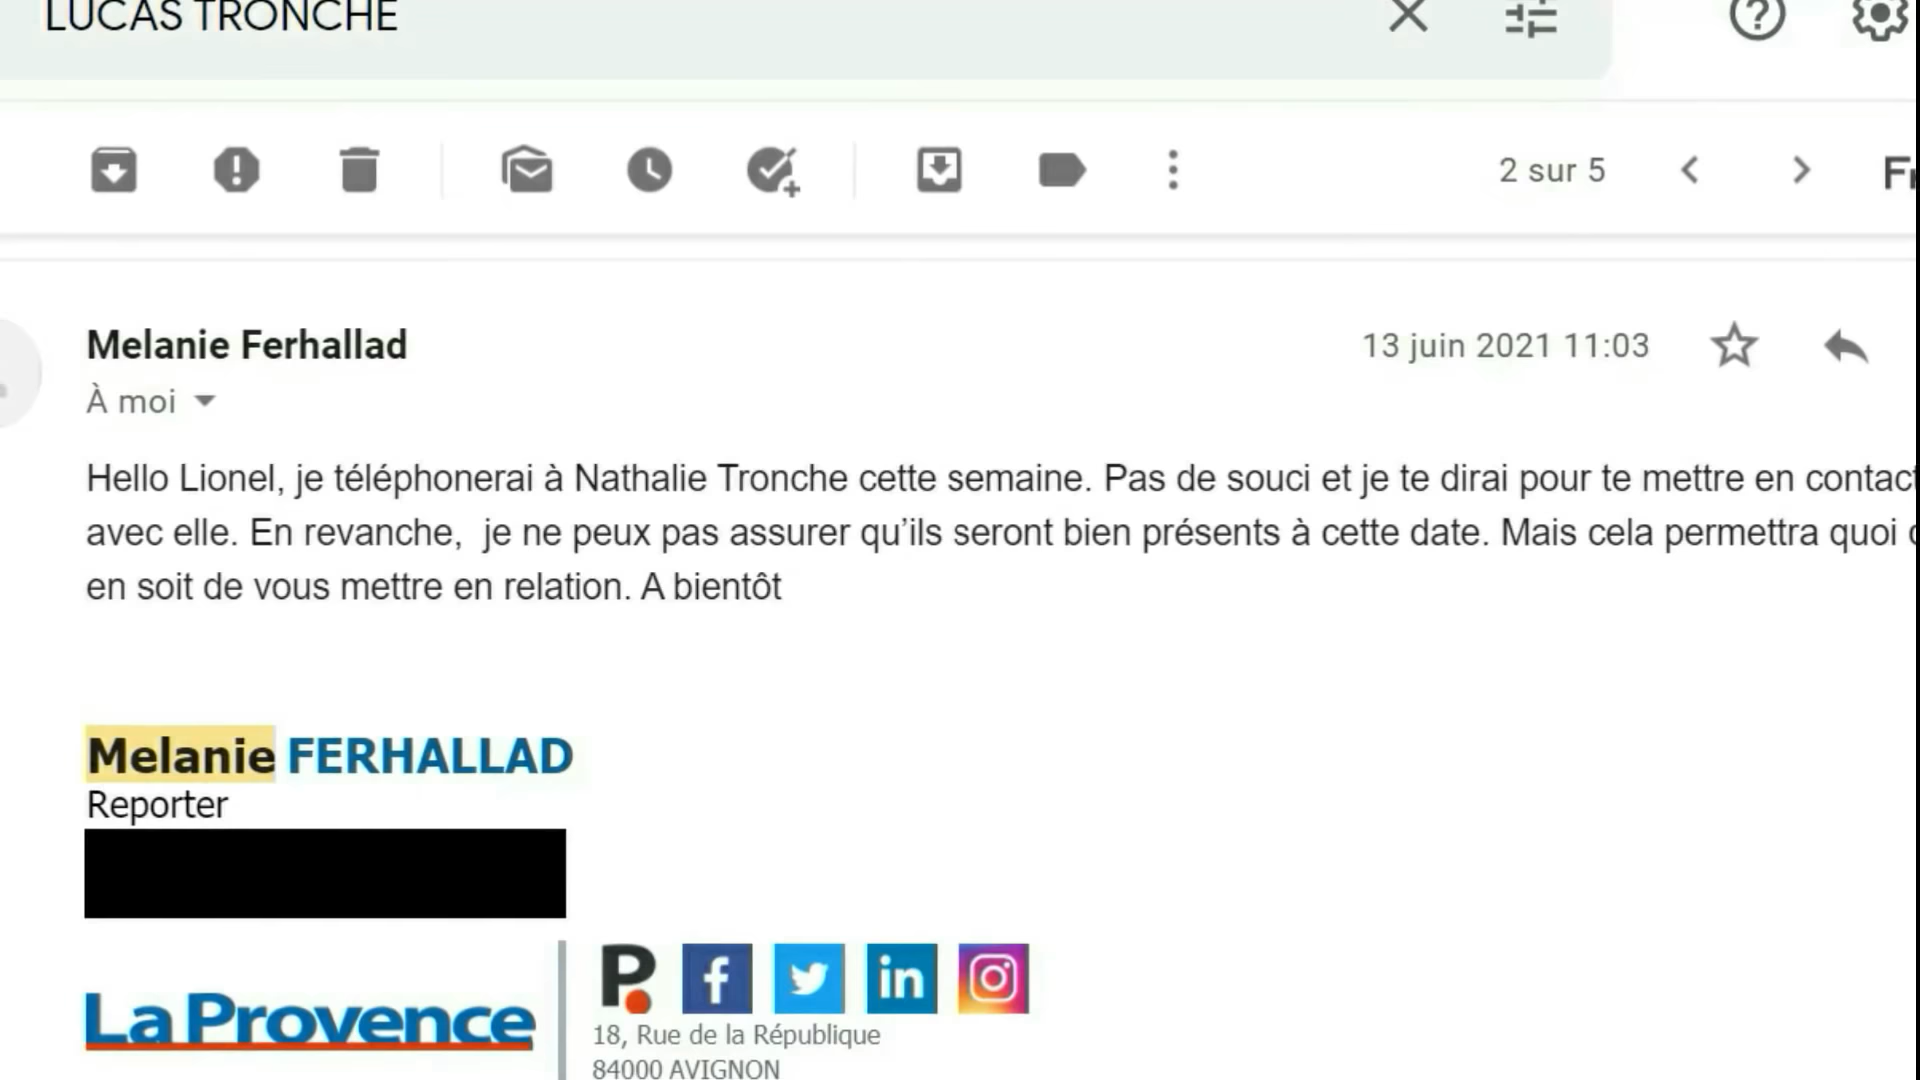 LUCAS TRONCHE
2 sur 5
Melanie Ferhallad
13 juin 2021 11:03
À moi
Hello Lionel, je téléphonerai à Nathalie Tronche cette semaine. Pas de souci et je te dirai pour te mettre en contact
avec elle. En revanche, je ne peux pas assurer qu’ils seront bien présents à cette date. Mais cela permettra quoi
en soit de vous mettre en relation. A bientôt
Melanie FERHALLAD
Reporter
La Provence
18, Rue de la République
84000 AVIGNON